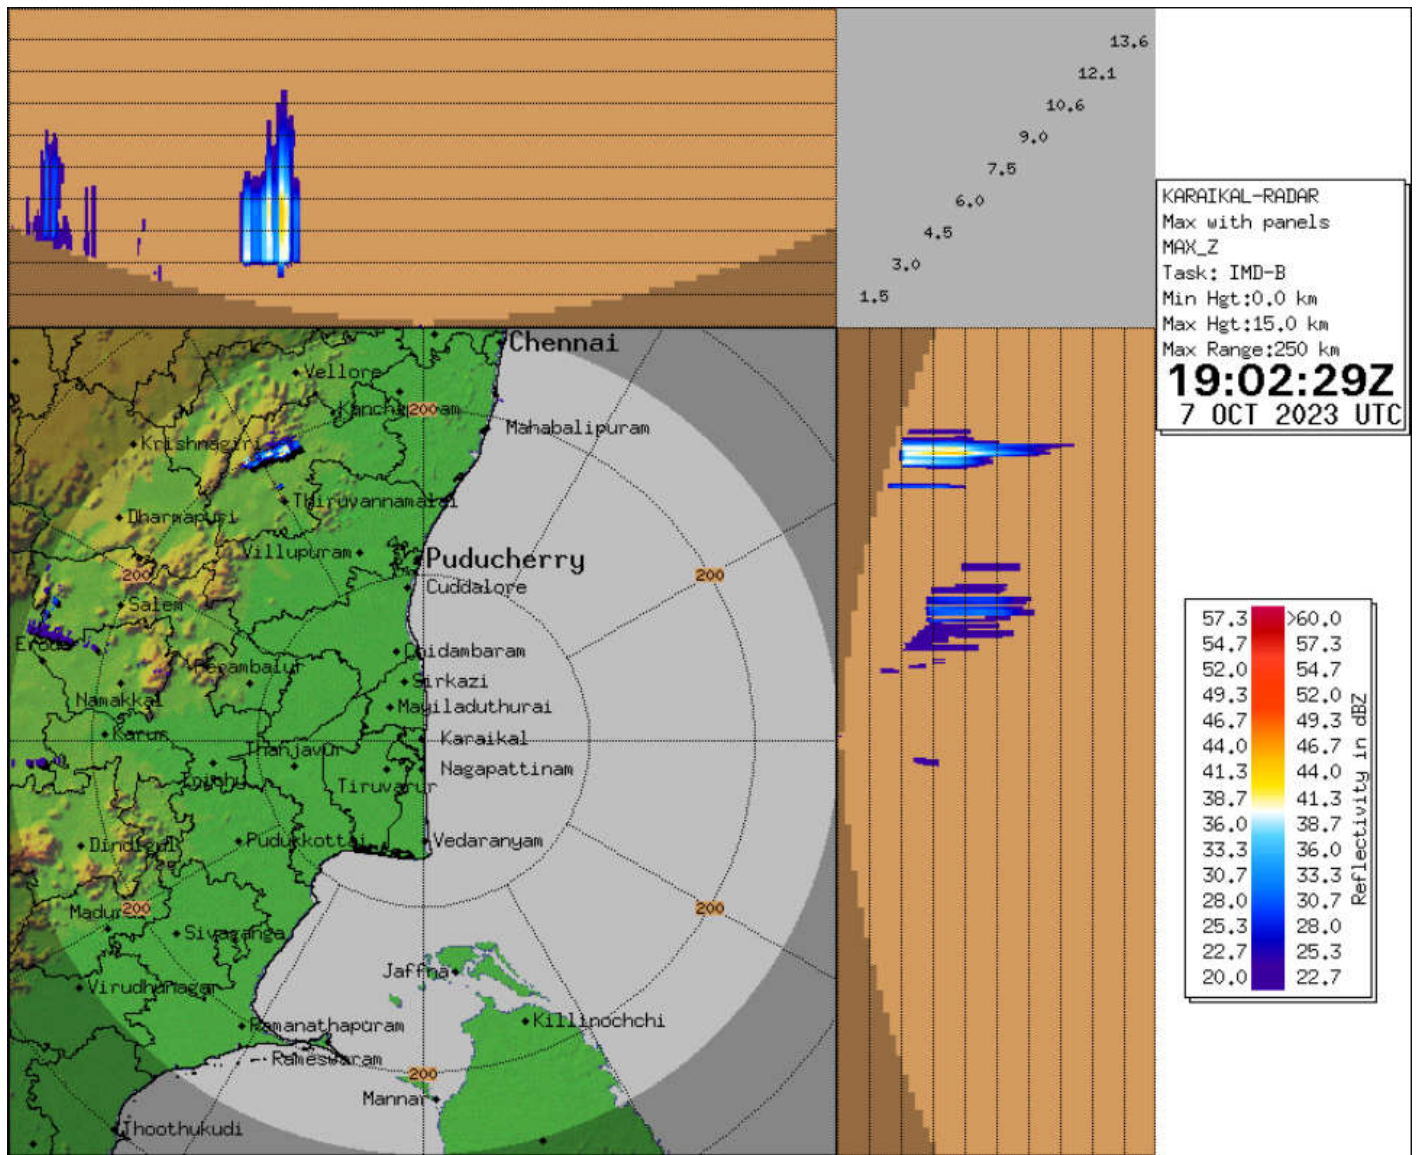 13.6
12.1
10.6
9.0
7.5
6.0
4.5
3.0
1.5
KARAIKAL-RADAR
Max with panels
MAX_Z
Task: IMD-B
Min Hgt:0.0 km
Max Hgt:15.0 km
Max Range:250 km
19:02:29Z
7 OCT 2023 UTC
Chennai
Vellore
200
Mahabalipuram
Krishnagiri
Thiruvannamalai
Dharmapuri
Villupuram
Puducherry
200
200
Cuddalore
Salem
Erode
Chidambaram
Perambalur
Sirkazi
Namakkal
Mayiladuthurai
Karur
Karaikal
Thanjavur
Nagapattinam
Tiruvarur
Pudukkottai
Vedaranyam
Dindigul
200
200
Madurai
Sivaganga
Jaffna
Virudhunagar
Killinochchi
Ramanathapuram
Rameswaram
200
Mannar
Thoothukudi
57.3 >60.0
54.7 57.3
52.0 54.7
49.3 52.0
46.7 49.3
44.0 46.7
41.3 44.0
38.7 41.3
36.0 38.7
33.3 36.0
30.7 33.3
28.0 30.7
25.3 28.0
22.7 25.3
20.0 22.7
Reflectivity in dBZ